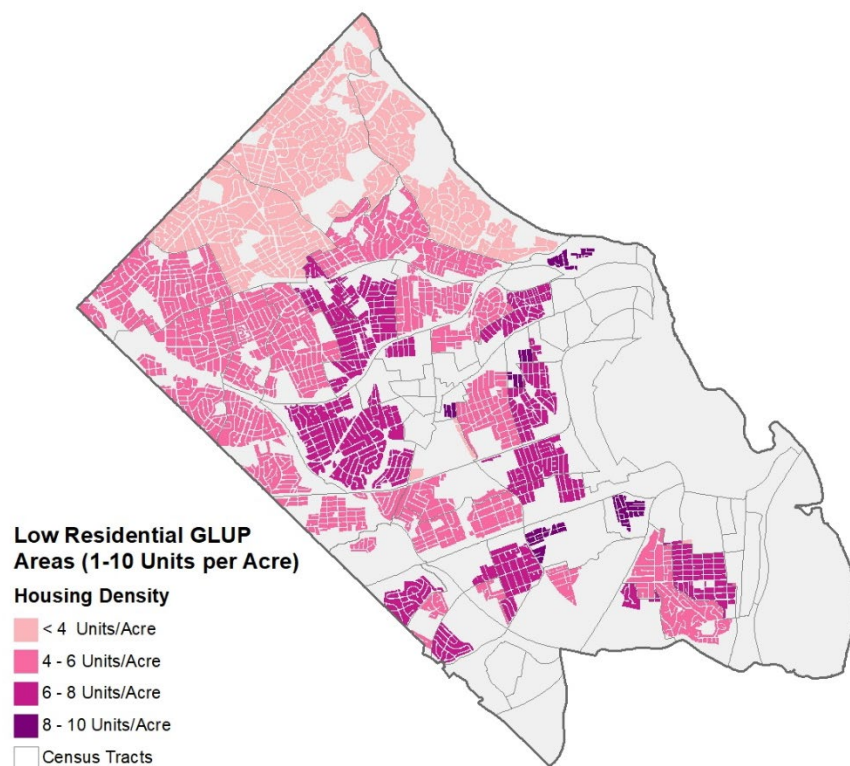 Low Residential GLUP
Areas (1-10 Units per Acre)
Housing Density
< 4 Units/Acre
4 - 6 Units/Acre
6 - 8 Units/Acre
8 - 10 Units/Acre
Census Tracts